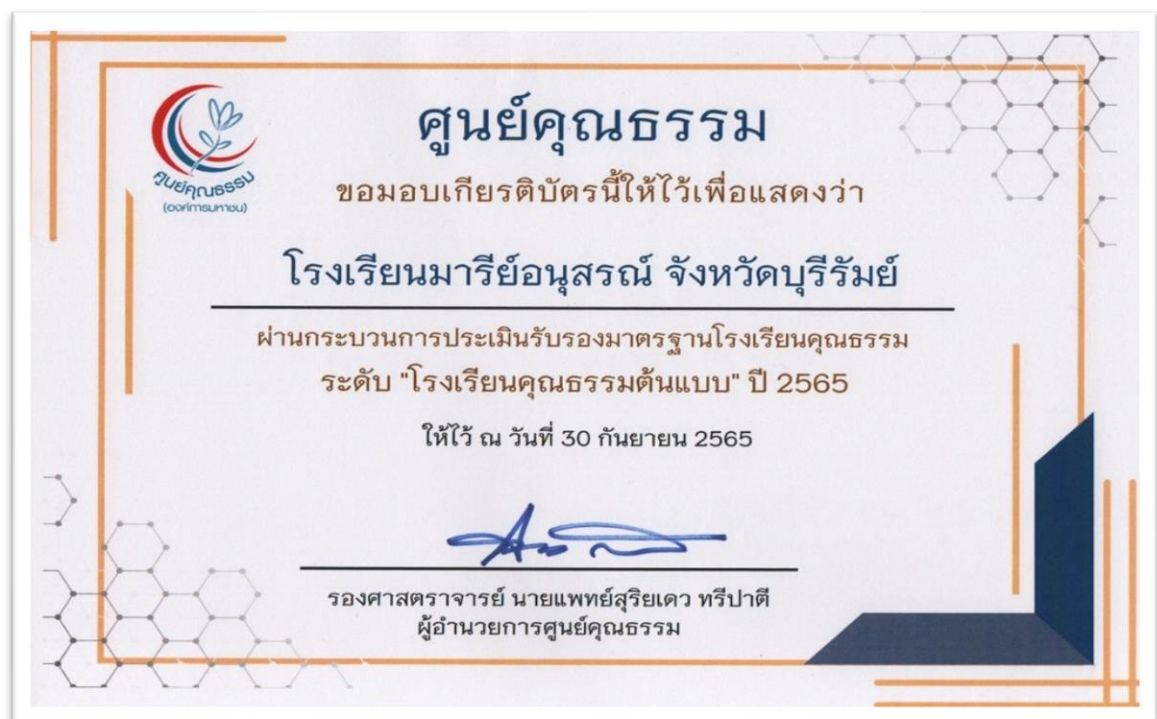 ศูนย์คุณธรรม
(องค์การมหาชน)
ศูนย์คุณธรรม
ขอมอบเกียรติบัตรนี้ให้ไว้เพื่อแสดงว่า
โรงเรียนมารีย์อนุสรณ์ จังหวัดบุรีรัมย์
ผ่านกระบวนการประเมินรับรองมาตรฐานโรงเรียนคุณธรรม
ระดับ "โรงเรียนคุณธรรมต้นแบบ" ปี 2565
ให้ไว้ ณ วันที่ 30 กันยายน 2565
รองศาสตราจารย์ นายแพทย์สุริยเดว ทรีปาตี
ผู้อำนวยการศูนย์คุณธรรม